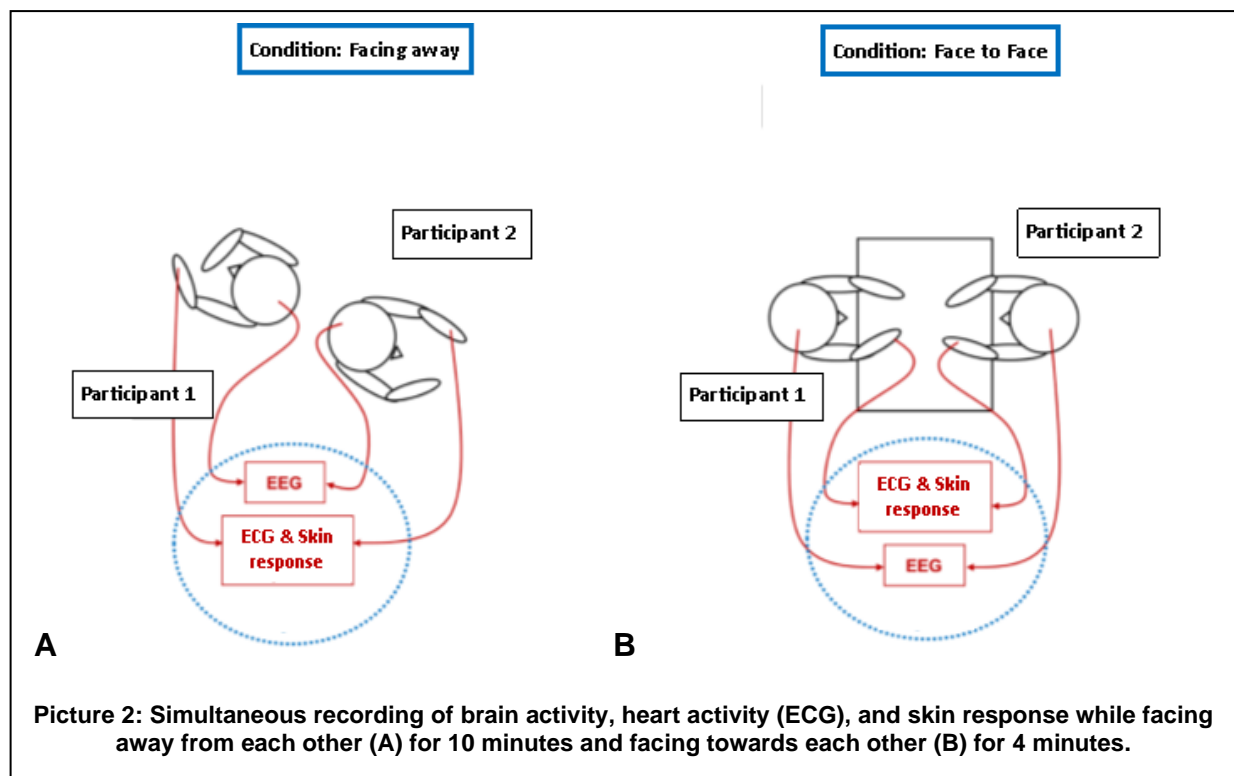 Condition: Facing away
Condition: Face to Face
Participant 2
Participant 1
EEG
ECG & Skin
response
A
Participant 2
Participant 1
ECG & Skin
response
EEG
B
Picture 2: Simultaneous recording of brain activity, heart activity (ECG), and skin response while facing
away from each other (A) for 10 minutes and facing towards each other (B) for 4 minutes.